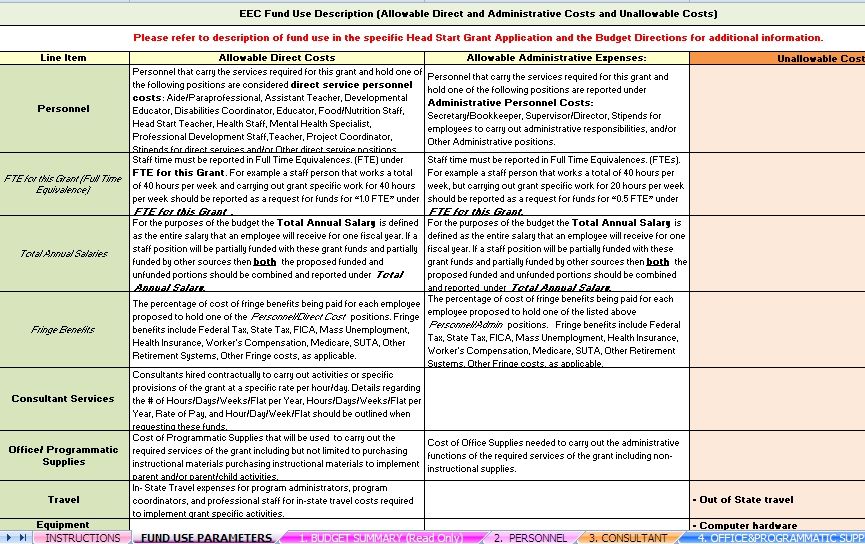 EEC Fund Use Description (Allowable Direct and Administrative Costs and Unallowable Costs)
Please refer to description of fund use in the specific Head Start Grant Application and the Budget Directions for additional information.
Line Item
Allowable Direct Costs
Allowable Administrative Expenses:
Unallowable Cost
Personnel
Personnel that carry the services required for this grant and hold one of
the following positions are considered direct service personnel
costs: Aide/Paraprofessional, Assistant Teacher, Developmental
Educator, Disabilities Coordinator, Educator, Food/Nutrition Staff,
Head Start Teacher, Health Staff, Mental Health Specialist,
Professional Development Staff,Teacher, Project Coordinator,
Stipends for direct services and/or Other direct service positions
Personnel that carry the services required for this grant and
hold one of the following positions are reported under
Administrative Personnel Costs:
Secretary/Bookkeeper, Supervisor/Director, Stipends for
employees to carry out administrative responsibilities, and/or
Other Administrative positions.
FTE for this Grant (Full Time
Equivalence)
Staff time must be reported in Full Time Equivalences. (FTE) under
FTE for this Grant. For example a staff person that works a total
of 40 hours per week and carrying out grant specific work for 40 hours
per week should be reported as a request for funds for “1.0 FTE” under
FTE for this Grant .
Staff time must be reported in Full Time Equivalences. (FTEs).
For example a staff person that works a total of 40 hours per
week, but carrying out grant specific work for 20 hours per week
should be reported as a request for funds for “0.5 FTE” under
FTE for this Grant.
Total Annual Salaries
For the purposes of the budget the Total Annual Salary is defined
as the entire salary that an employee will receive for one fiscal year. If a
staff position will be partially funded with these grant funds and partially
funded by other sources then both the proposed funded and
unfunded portions should be combined and reported under Total
Annual Salary.
For the purposes of the budget the Total Annual Salary is
defined as the entire salary that an employee will receive for one
fiscal year. If a staff position will be partially funded with these
grant funds and partially funded by other sources then both the
proposed funded and unfunded portions should be combined
and reported under Total Annual Salary.
Fringe Benefits
The percentage of cost of fringe benefits being paid for each employee
proposed to hold one of the Personnel/Direct Cost positions. Fringe
benefits include Federal Tax, State Tax, FICA, Mass Unemployment,
Health Insurance, Worker's Compensation, Medicare, SUTA, Other
Retirement Systems, Other Fringe costs, as applicable.
The percentage of cost of fringe benefits being paid for each
employee proposed to hold one of the listed above
Personnel/Admin positions. Fringe benefits include Federal
Tax, State Tax, FICA, Mass Unemployment, Health Insurance,
Worker's Compensation, Medicare, SUTA, Other Retirement
Systems, Other Fringe costs, as applicable.
Consultant Services
Consultants hired contractually to carry out activities or specific
provisions of the grant at a specific rate per hour/day. Details regarding
the # of Hours/Days/Weeks/Flat per Year, Hours/Days/Weeks/Flat per
Year, Rate of Pay, and Hour/Day/Week/Flat should be outlined when
requesting these funds.
Office/ Programmatic
Supplies
Cost of Programmatic Supplies that will be used to carry out the
required services of the grant including but not limited to purchasing
instructional materials purchasing instructional materials to implement
parent and/or parent/child activities.
Cost of Office Supplies needed to carry out the administrative
functions of the required services of the grant including non-
instructional supplies.
Travel
In- State Travel expenses for program administrators, program
coordinators, and professional staff for in-state travel costs required
to implement grant specific activities.
• Out of State travel
Equipment
• Computer hardware
INSTRUCTIONS
FUND USE PARAMETERS
1. BUDGET SUMMARY (Read Only)
2. PERSONNEL
3. CONSULTANT
4. OFFICE&PROGRAMMATIC SUPP